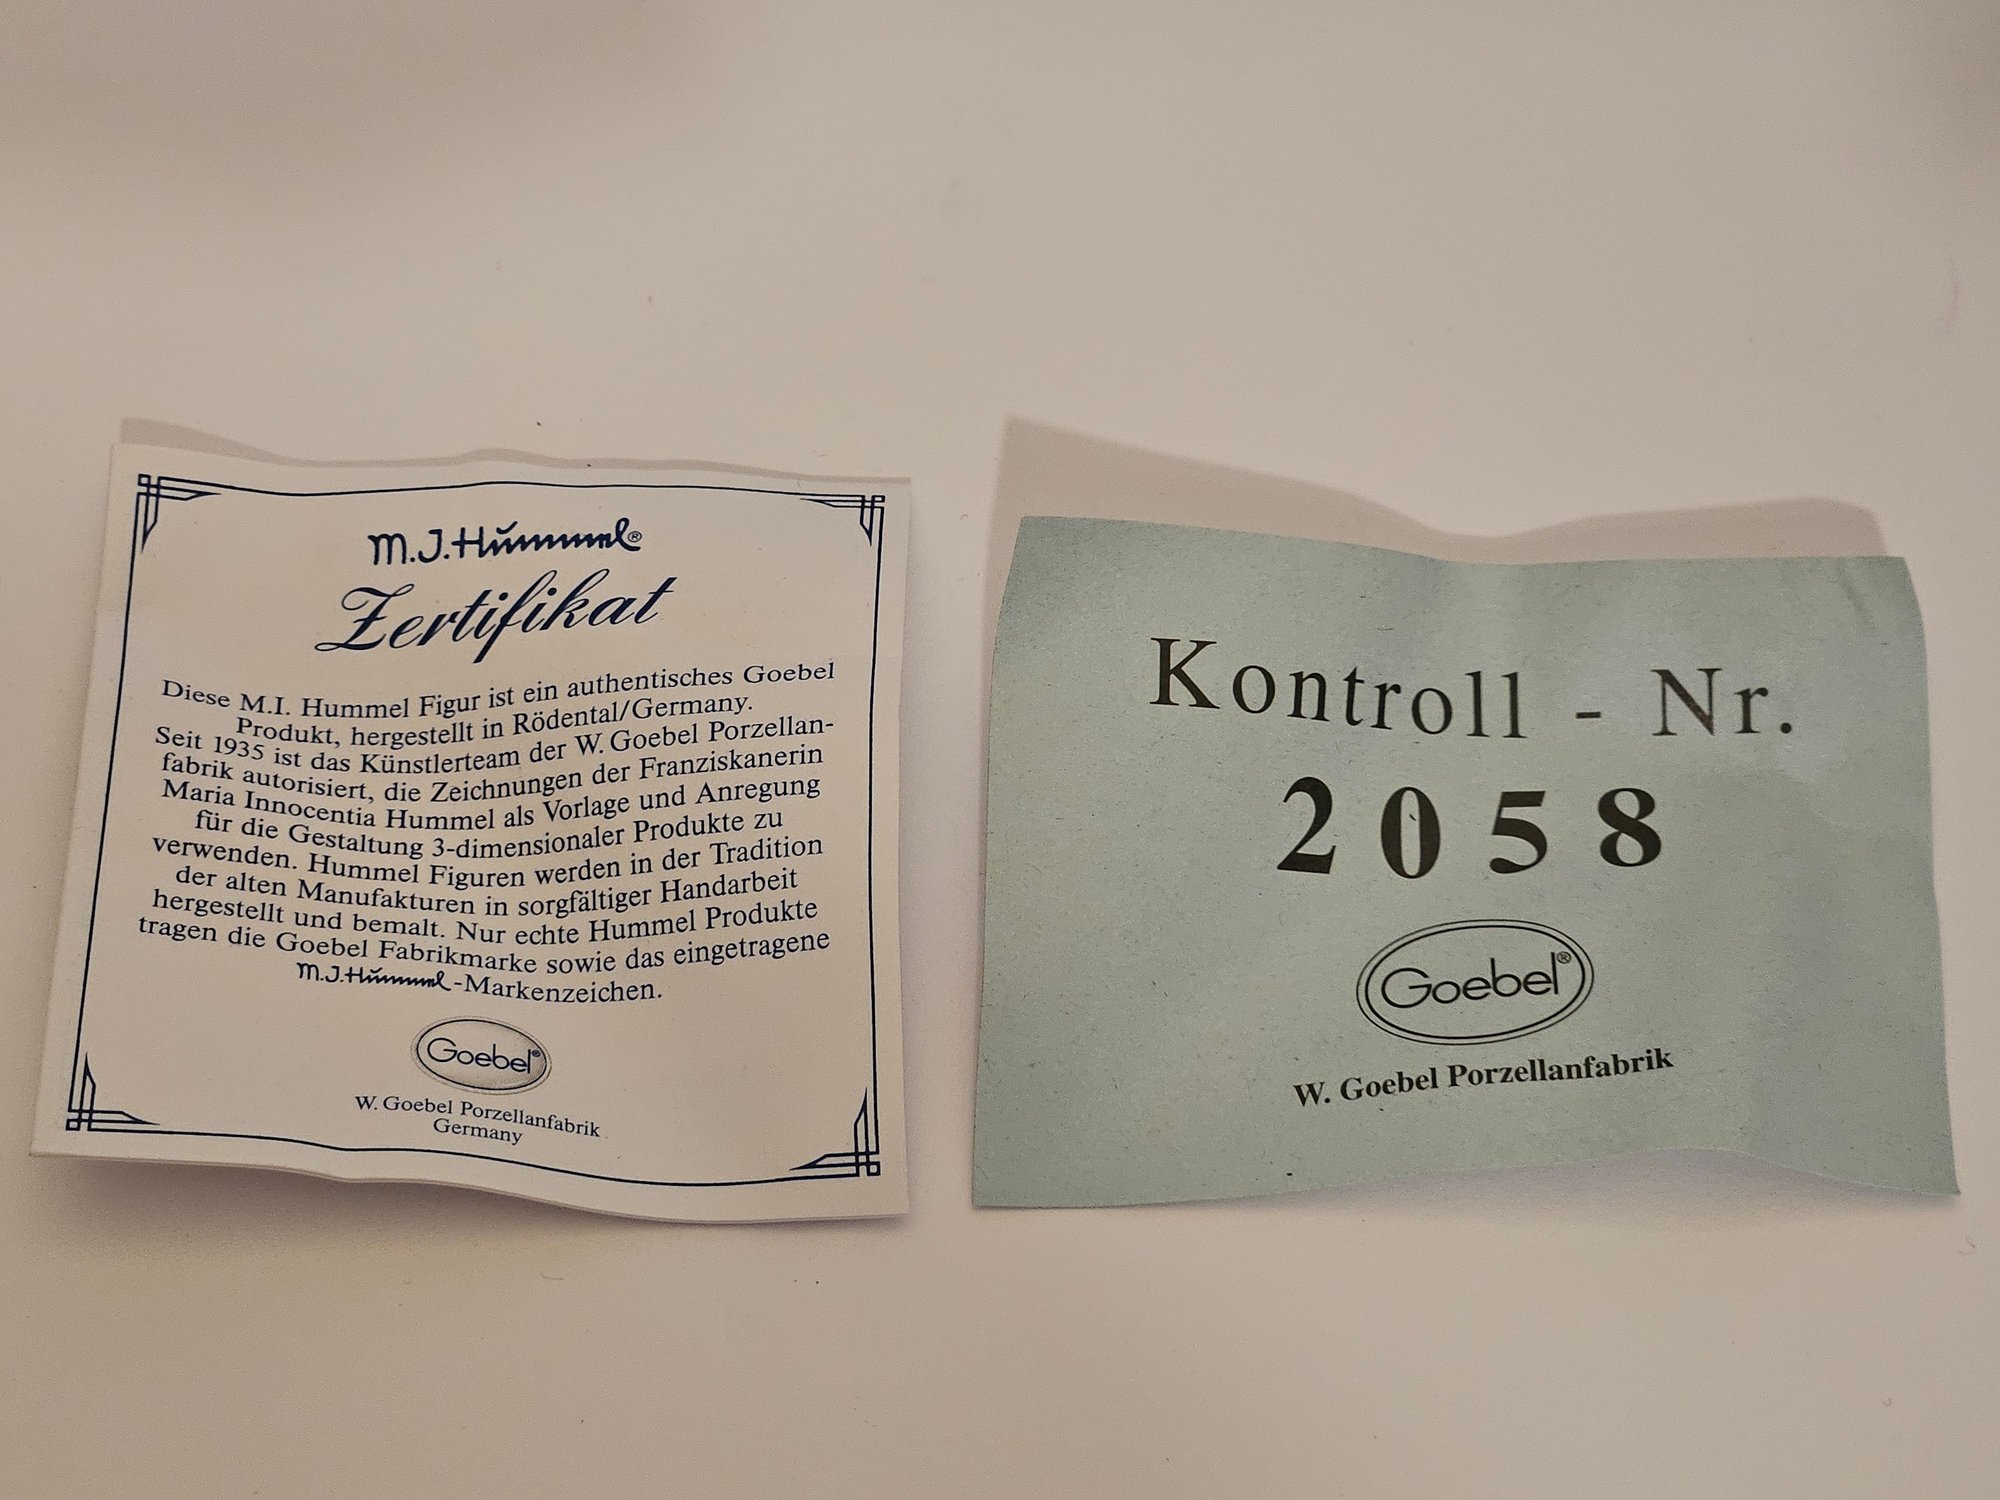 M.J.Hummel®
Zertifikat
Diese M.I. Hummel Figur ist ein authentisches Goebel
Produkt, hergestellt in Rödental/Germany.
Seit 1935 ist das Künstlerteam der W. Goebel Porzellan-
fabrik autorisiert, die Zeichnungen der Franziskanerin
Maria Innocentia Hummel als Vorlage und Anregung
für die Gestaltung 3-dimensionaler Produkte zu
verwenden. Hummel Figuren werden in der Tradition
der alten Manufakturen in sorgfältiger Handarbeit
hergestellt und bemalt. Nur echte Hummel Produkte
tragen die Goebel Fabrikmarke sowie das eingetragene
M.J.Hummel-Markenzeichen.
Goebel®
W. Goebel Porzellanfabrik
Germany
Kontroll - Nr.
2058
Goebel®
W. Goebel Porzellanfabrik